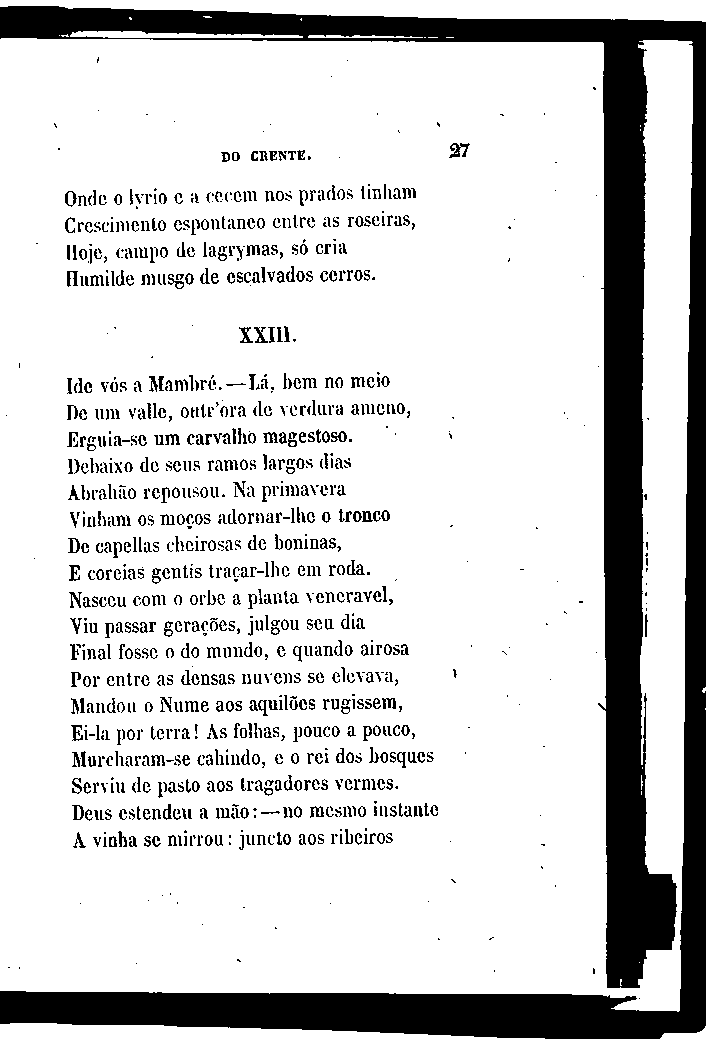 DO CRENTE. 27
Onde o lyrio e a cecem nos prados tinham
Crescimento espontaneo entre as roseiras,
Hoje, campo de lagrymas, só cria
Humilde musgo de escalvados cerros.
XXIII.
Ide vós a Mambré.—Lá, bem no meio
De um valle, outr'ora de verdura ameno,
Erguia-se um carvalho magestoso.
Debaixo de seus ramos largos dias
Abrahão repousou. Na primavera
Vinham os moços adornar-lhe o tronco
De capellas cheirosas de boninas,
E coreias gentis traçar-lhe em roda.
Nasceu com o orbe a planta veneravel,
Viu passar gerações, julgou seu dia
Final fosse o do mundo, e quando airosa
Por entre as densas nuvens se elevava,
Mandou o Nume aos aquilões rugissem,
Ei-la por terra! As folhas, pouco a pouco,
Murcharam-se cahindo, e o rei dos bosques
Serviu de pasto aos tragadores vermes.
Deus estendeu a mão:—no mesmo instante
A vinha se mirrou: juncto aos ribeiros